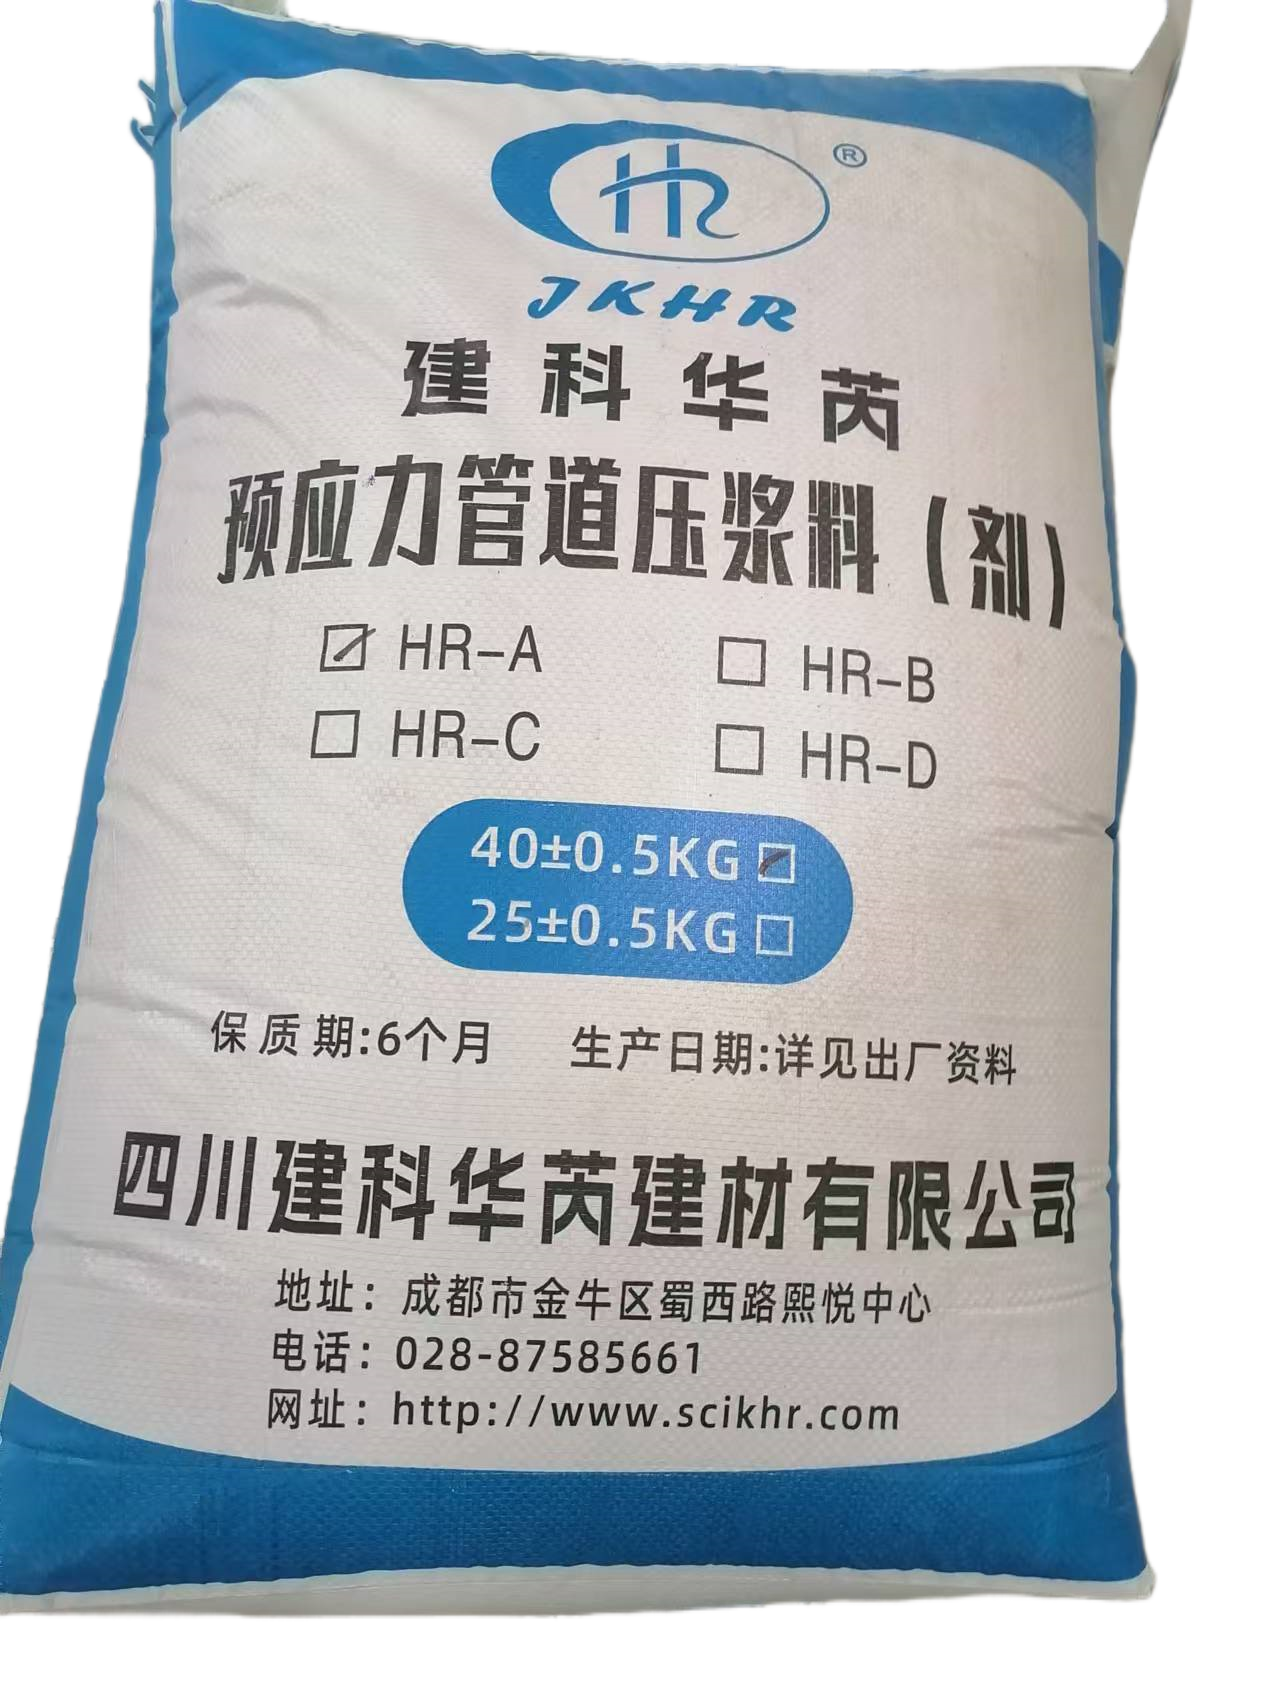 HR ®
JKHR
建科华芮
预应力管道压浆料（剂）
☑ HR-A □ HR-B
□ HR-C □ HR-D
40±0.5KG ☑
25±0.5KG □
保质期:6个月 生产日期:详见出厂资料
四川建科华芮建材有限公司
地址：成都市金牛区蜀西路熙悦中心
电话：028-87585661
网址：http://www.scikhr.com